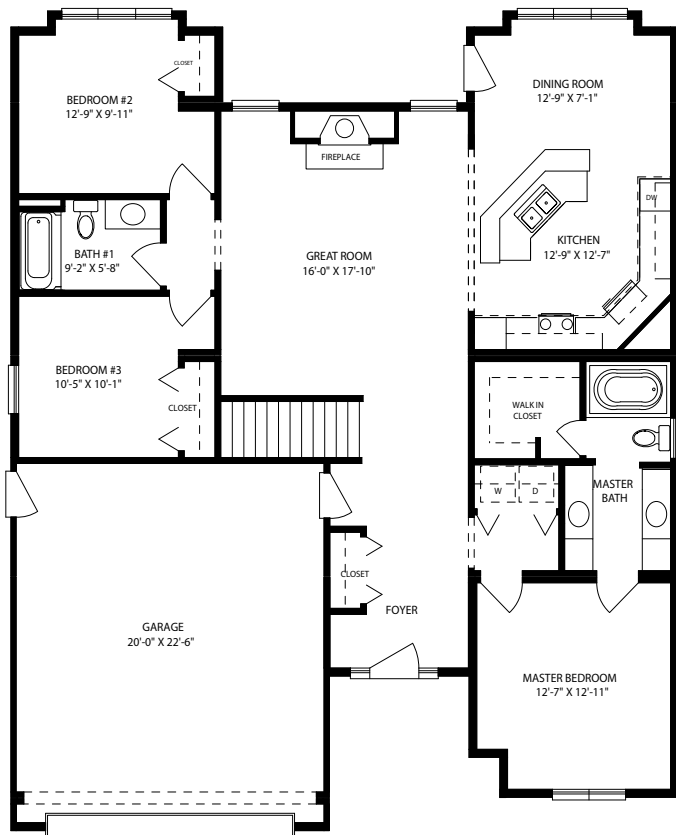 CLOSET
BEDROOM #2
12'-9" X 9'-11"
DINING ROOM
12'-9" X 7'-1"
FIREPLACE
DW
BATH #1
9'-2" X 5'-8"
GREAT ROOM
16'-0" X 17'-10"
KITCHEN
12'-9" X 12'-7"
BEDROOM #3
10'-5" X 10'-1"
CLOSET
WALK IN
CLOSET
W
D
MASTER
BATH
CLOSET
FOYER
GARAGE
20'-0" X 22'-6"
MASTER BEDROOM
12'-7" X 12'-11"